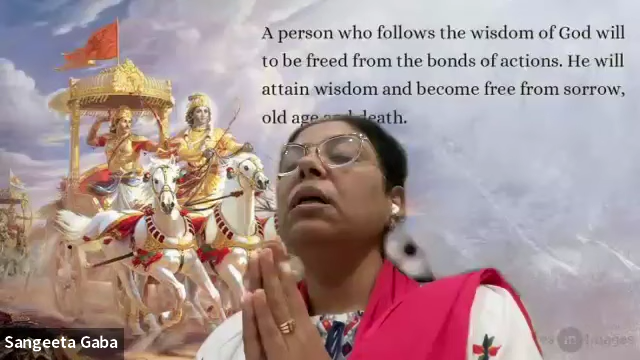 A person who follows the wisdom of God will
to be freed from the bonds of actions. He will
attain wisdom and become free from sorrow,
old age and death.
Sangeeta Gaba